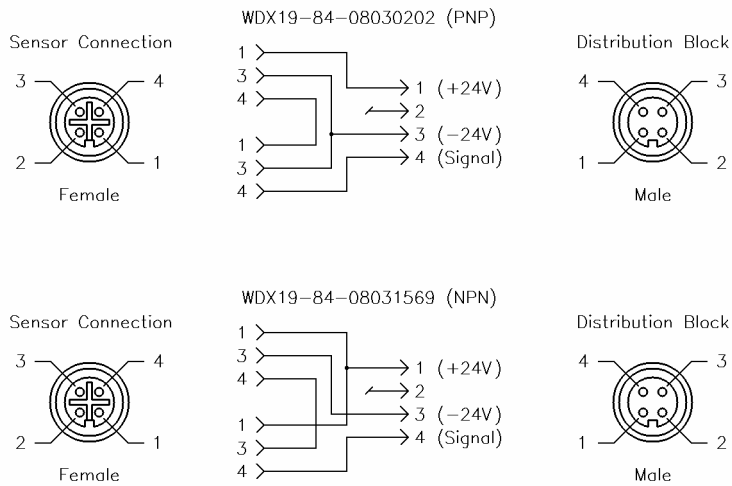 WDX19-84-08030202 (PNP)
Sensor Connection
Distribution Block
1
3
4
1
3
4
1 (+24V)
2
3 (-24V)
4 (Signal)
3
4
2
1
Female
4
3
1
2
Male
WDX19-84-08031569 (NPN)
Sensor Connection
Distribution Block
1
3
4
1
3
4
1 (+24V)
2
3 (-24V)
4 (Signal)
3
4
2
1
Female
4
3
1
2
Male